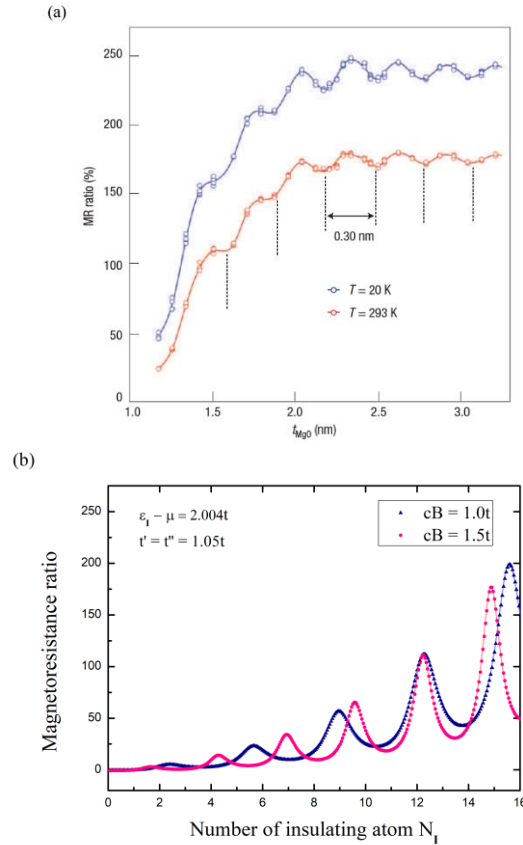 (a)
250
200
150
100
50
0
MR ratio (%)
0.30 nm
T = 20 K
T = 293 K
1.0 1.5 2.0 2.5 3.0
tMgO (nm)
(b)
250
200
150
100
50
0
Magnetoresistance ratio
εI − μ = 2.004t
t' = t'' = 1.05t
cB = 1.0t
cB = 1.5t
0 2 4 6 8 10 12 14 16
Number of insulating atom NI